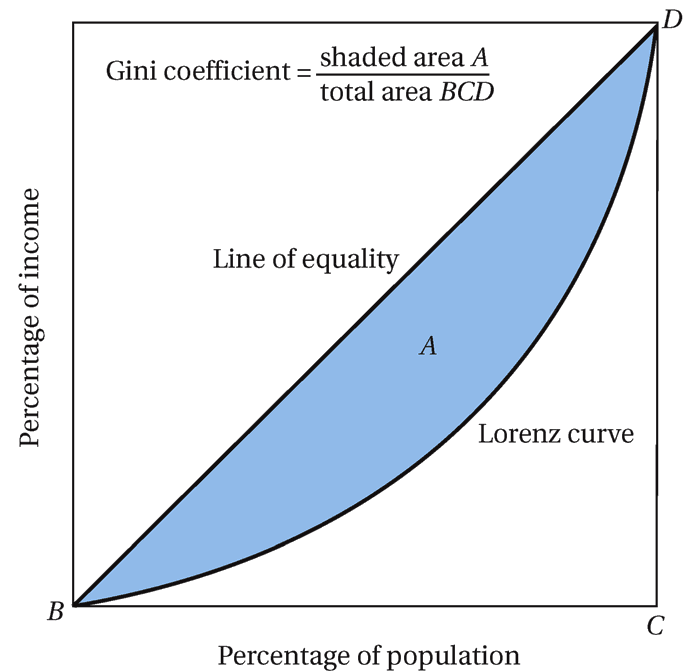 D
Gini coefficient = shaded area A
total area BCD
Percentage of income
Line of equality
A
Lorenz curve
B
C
Percentage of population